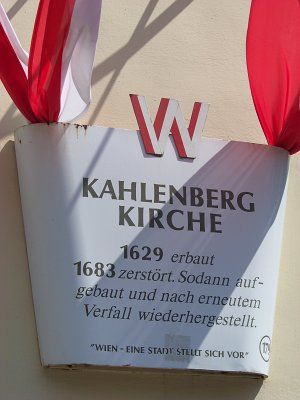 W
KAHLENBERG
KIRCHE
1629 erbaut
1683 zerstört. Sodann auf-
gebaut und nach erneutem
Verfall wiederhergestellt.
"WIEN - EINE STADT STELLT SICH VOR"